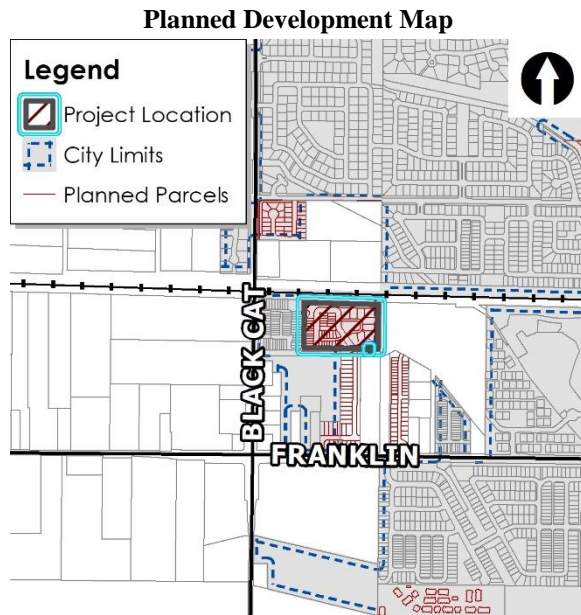 Planned Development Map
Legend
Project Location
City Limits
Planned Parcels
BLACK CAT
FRANKLIN